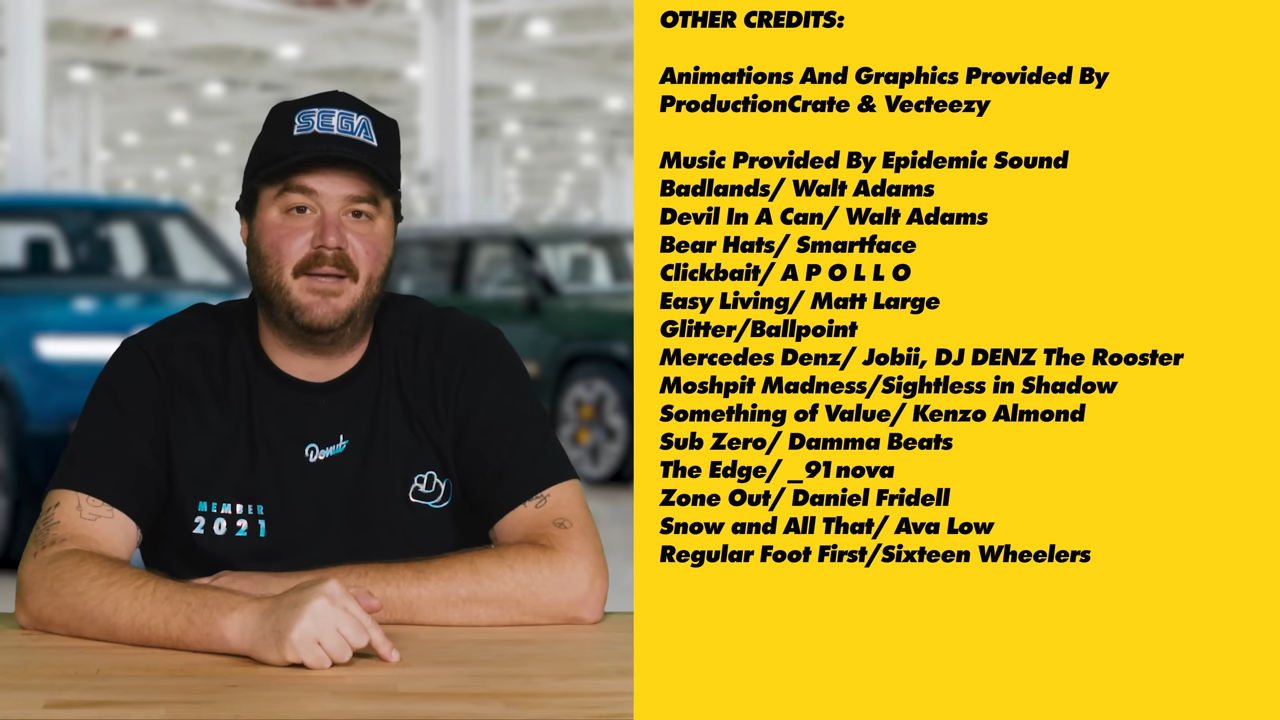 SEGA
Donut
MEMBER
2021
OTHER CREDITS:
Animations And Graphics Provided By
ProductionCrate & Vecteezy
Music Provided By Epidemic Sound
Badlands/ Walt Adams
Devil In A Can/ Walt Adams
Bear Hats/ Smartface
Clickbait/ A P O L L O
Easy Living/ Matt Large
Glitter/Ballpoint
Mercedes Denz/ Jobii, DJ DENZ The Rooster
Moshpit Madness/Sightless in Shadow
Something of Value/ Kenzo Almond
Sub Zero/ Damma Beats
The Edge/ _91nova
Zone Out/ Daniel Fridell
Snow and All That/ Ava Low
Regular Foot First/Sixteen Wheelers